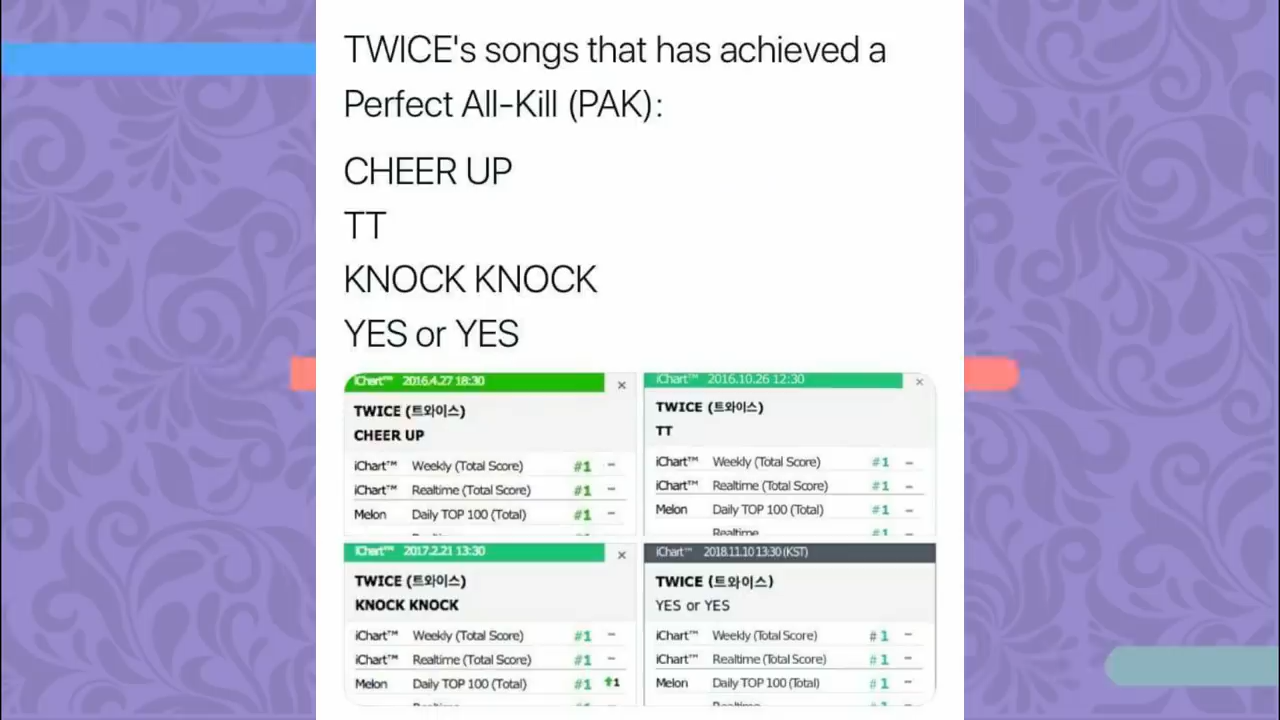 TWICE's songs that has achieved a
Perfect All-Kill (PAK):
CHEER UP
TT
KNOCK KNOCK
YES or YES
iChart™ 2016.4.27 18:30 ×
TWICE (트와이스)
CHEER UP
iChart™ Weekly (Total Score) #1 –
iChart™ Realtime (Total Score) #1 –
Melon Daily TOP 100 (Total) #1 –
iChart™ 2016.10.26 12:30 ×
TWICE (트와이스)
TT
iChart™ Weekly (Total Score) #1 –
iChart™ Realtime (Total Score) #1 –
Melon Daily TOP 100 (Total) #1 –
Realtime #1
iChart™ 2017.2.21 13:30 ×
TWICE (트와이스)
KNOCK KNOCK
iChart™ Weekly (Total Score) #1 –
iChart™ Realtime (Total Score) #1 –
Melon Daily TOP 100 (Total) #1 ↑1
iChart™ 2018.11.10 13:30 (KST)
TWICE (트와이스)
YES or YES
iChart™ Weekly (Total Score) #1 –
iChart™ Realtime (Total Score) #1 –
Melon Daily TOP 100 (Total) #1 –